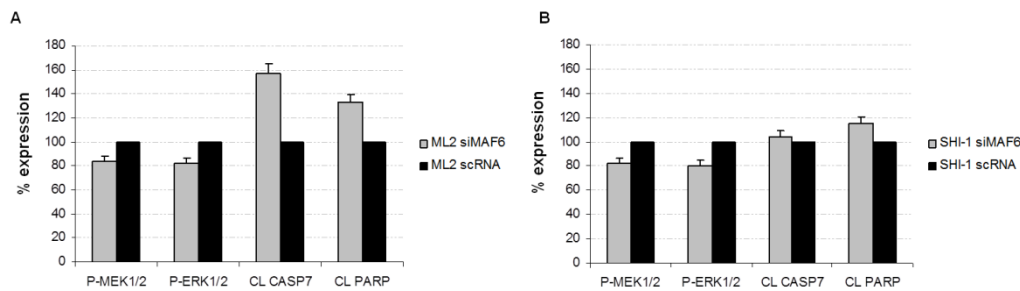 A
% expression
180
160
140
120
100
80
60
40
20
0
P-MEK1/2 P-ERK1/2 CL CASP7 CL PARP
ML2 siMAF6
ML2 scRNA
B
% expression
180
160
140
120
100
80
60
40
20
0
P-MEK1/2 P-ERK1/2 CL CASP7 CL PARP
SHI-1 siMAF6
SHI-1 scRNA